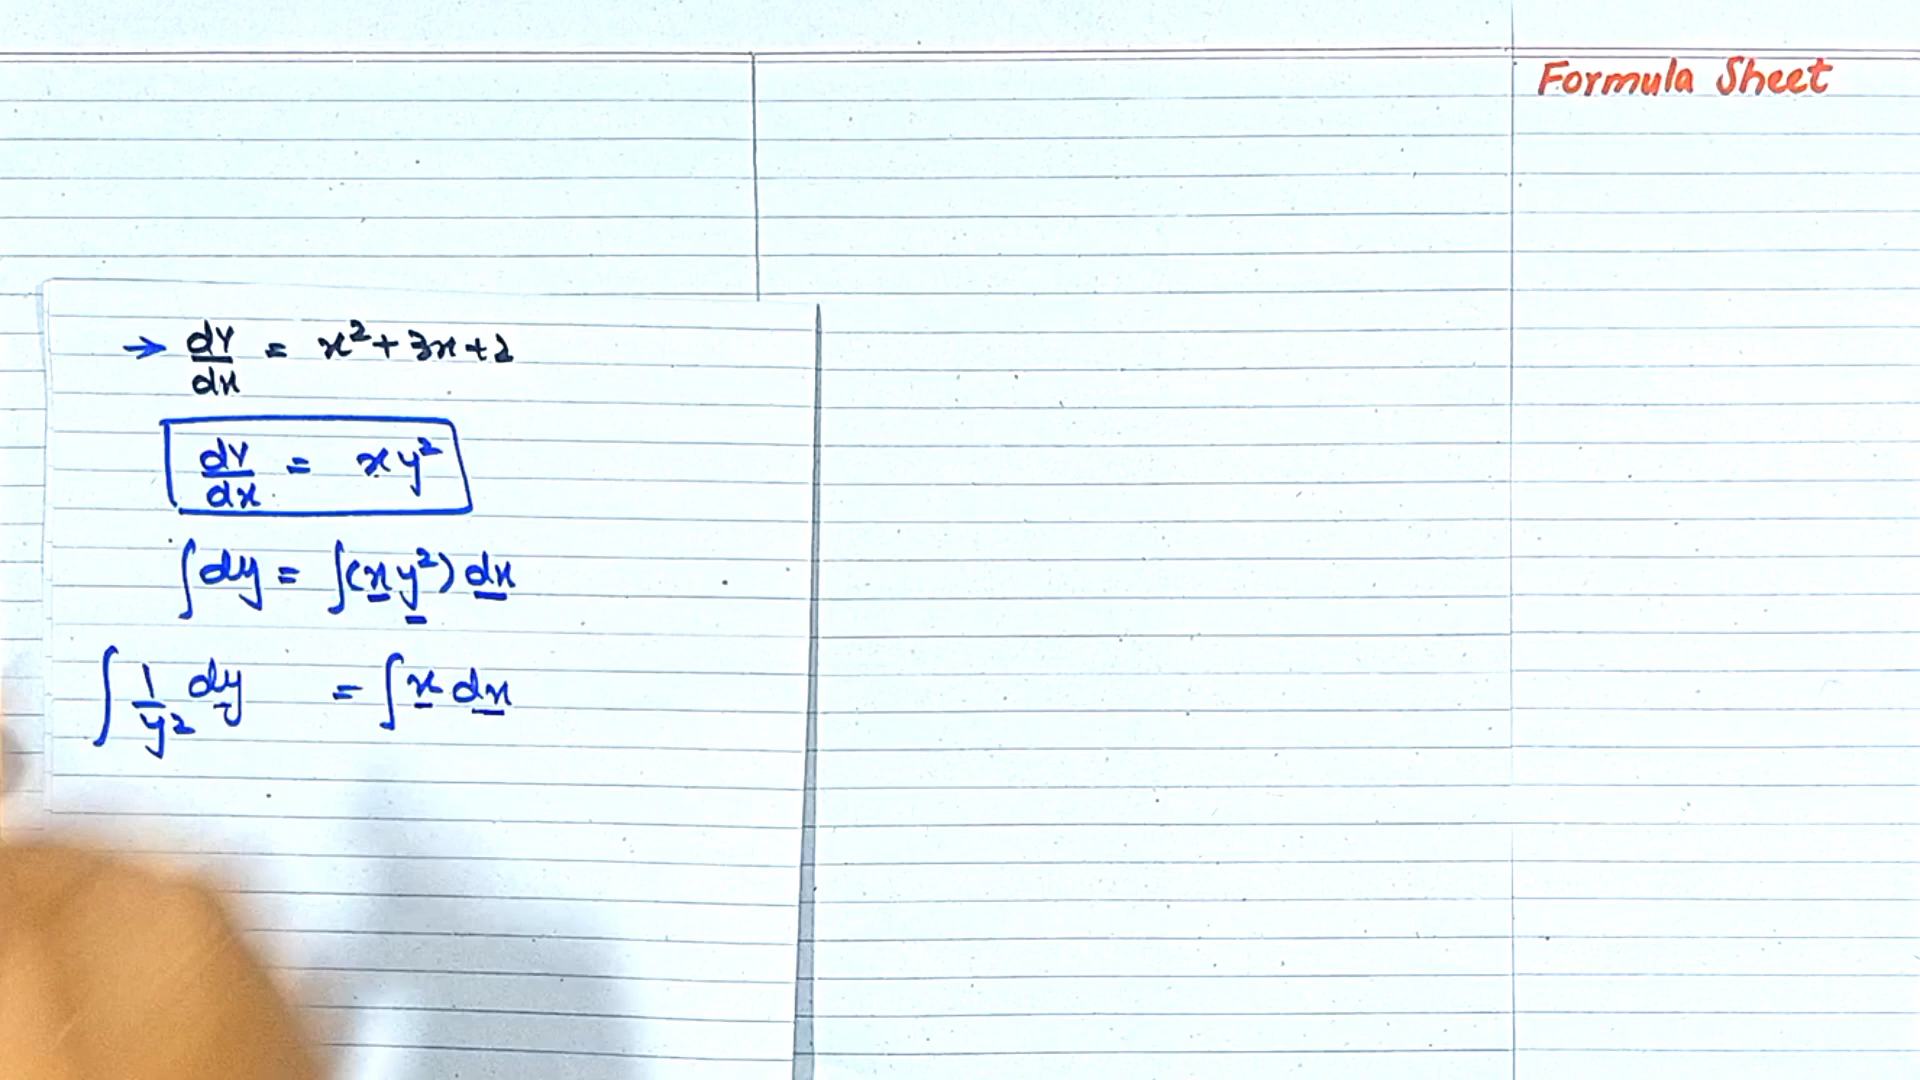 Formula Sheet
→ dy/dx = x² + 3x + 2
dy/dx = xy²
∫dy = ∫(xy²) dx
∫ 1/y² dy = ∫ x dx